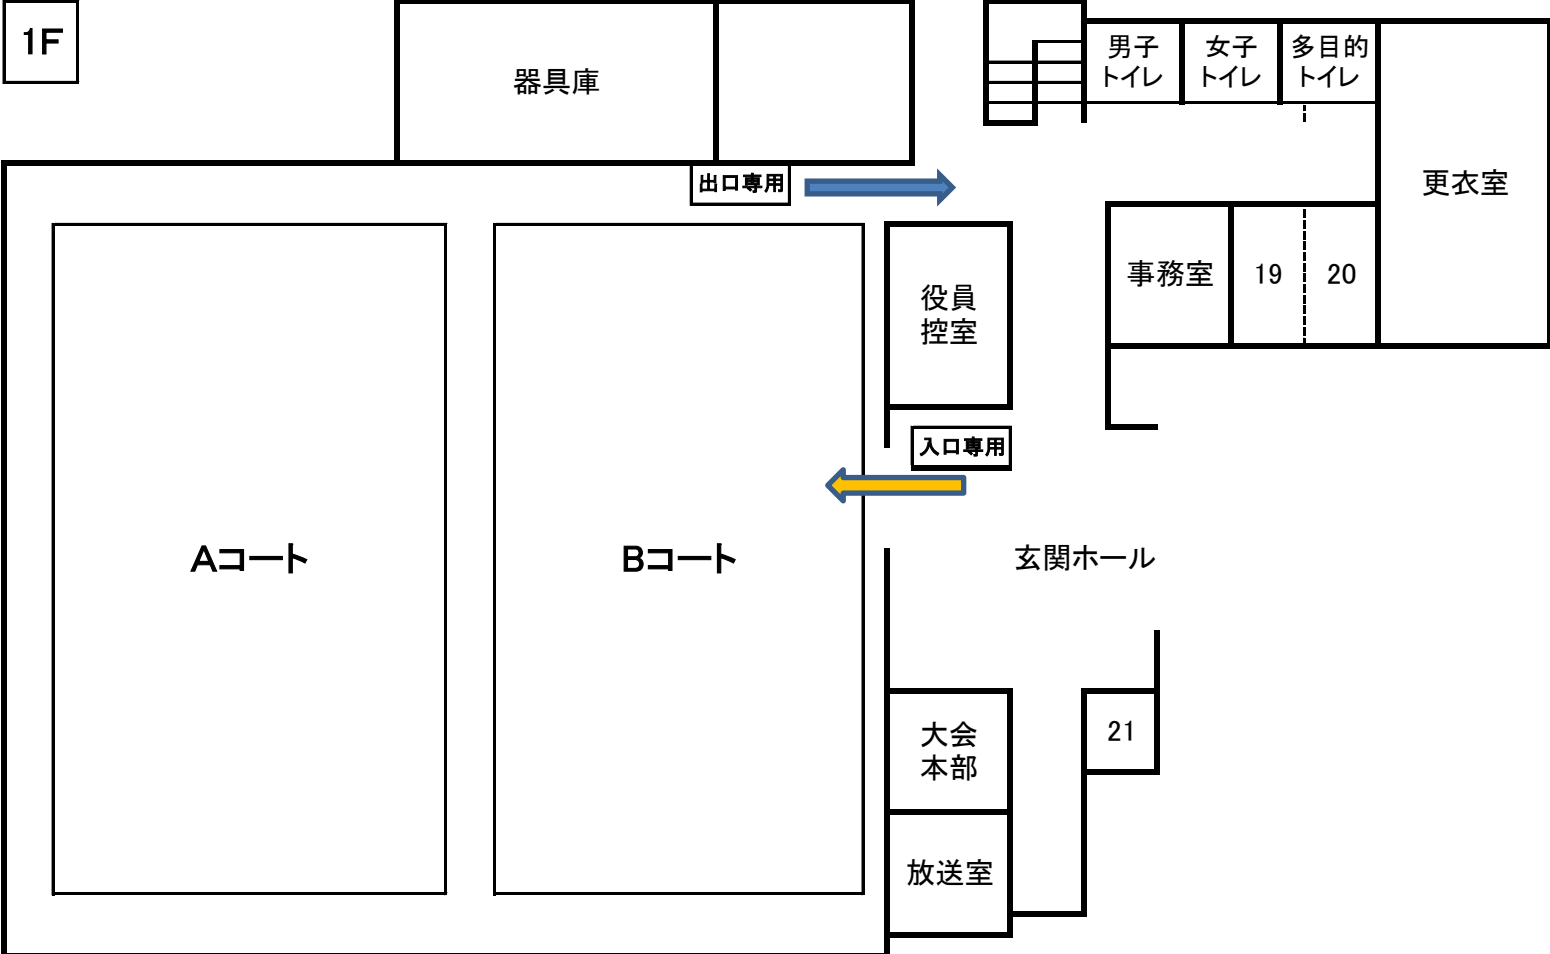 1F
器具庫
男子
トイレ
女子
トイレ
多目的
トイレ
出口専用
更衣室
事務室
19
20
役員
控室
入口専用
Aコート
Bコート
玄関ホール
大会
本部
21
放送室